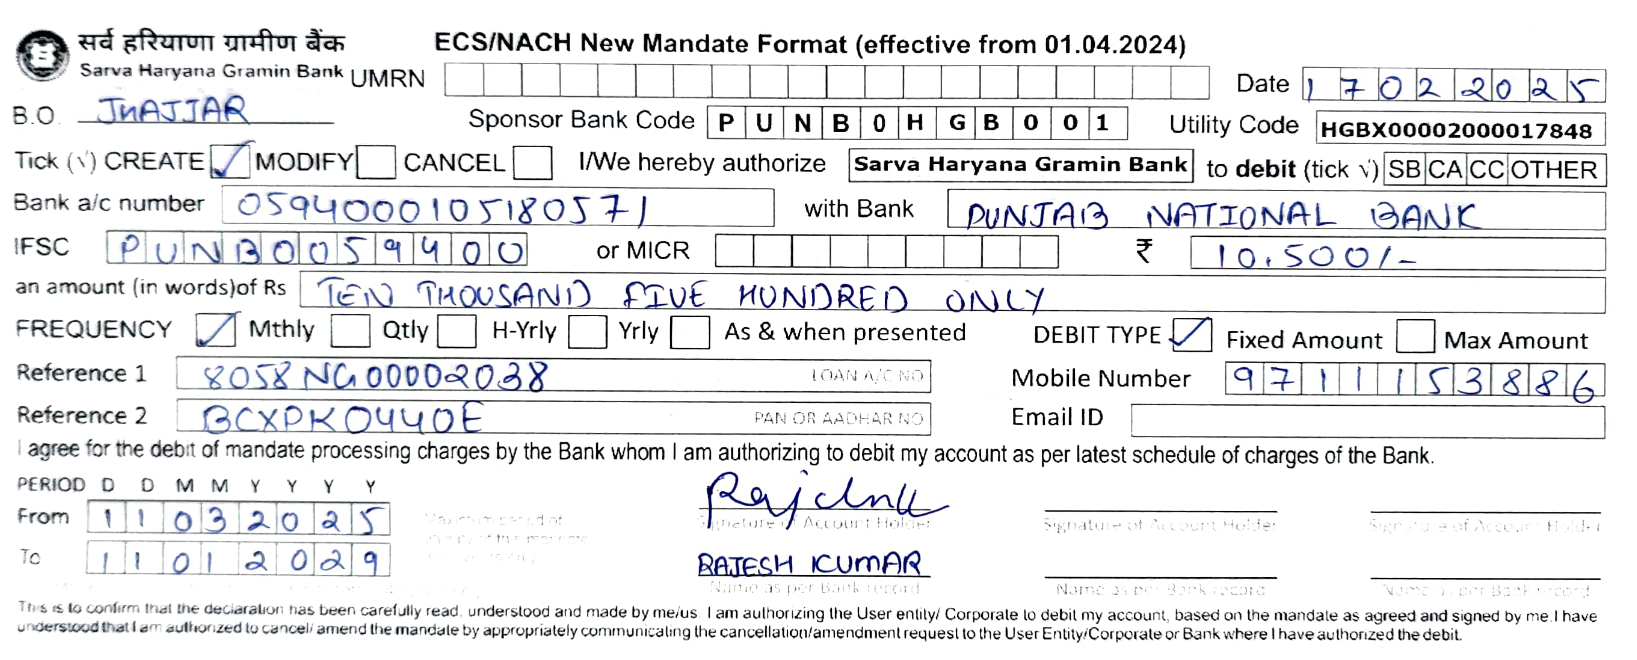 सर्व हरियाणा ग्रामीण बैंक ECS/NACH New Mandate Format (effective from 01.04.2024)
Sarva Haryana Gramin Bank UMRN Date 17022025
B.O. JHAJJAR Sponsor Bank Code PUNB0HGB001 Utility Code HGBX00002000017848
Tick (√) CREATE ✓ MODIFY CANCEL I/We hereby authorize Sarva Haryana Gramin Bank to debit (tick √) SB CA CC OTHER
Bank a/c number 0594000105180571 with Bank PUNJAB NATIONAL BANK
IFSC PUNB0059400 or MICR ₹ 10,500/-
an amount (in words)of Rs TEN THOUSAND FIVE HUNDRED ONLY
FREQUENCY ✓ Mthly Qtly H-Yrly Yrly As & when presented DEBIT TYPE ✓ Fixed Amount Max Amount
Reference 1 8058NG00002038 LOAN A/C NO Mobile Number 9711153886
Reference 2 BCXPK0440E PAN OR AADHAR NO Email ID
I agree for the debit of mandate processing charges by the Bank whom I am authorizing to debit my account as per latest schedule of charges of the Bank.
PERIOD D D M M Y Y Y Y
From 11032025 Maximum period of
Signature of Account Holder Signature of Account Holder Signature of Account Holder
To 11012029 RAJESH KUMAR
Name as per Bank record Name as per Bank record Name as per Bank record
This is to confirm that the declaration has been carefully read, understood and made by me/us I am authorizing the User entity/ Corporate to debit my account, based on the mandate as agreed and signed by me.I have
understood that I am authorized to cancel/ amend the mandate by appropriately communicating the cancellation/amendment request to the User Entity/Corporate or Bank where I have authorized the debit.